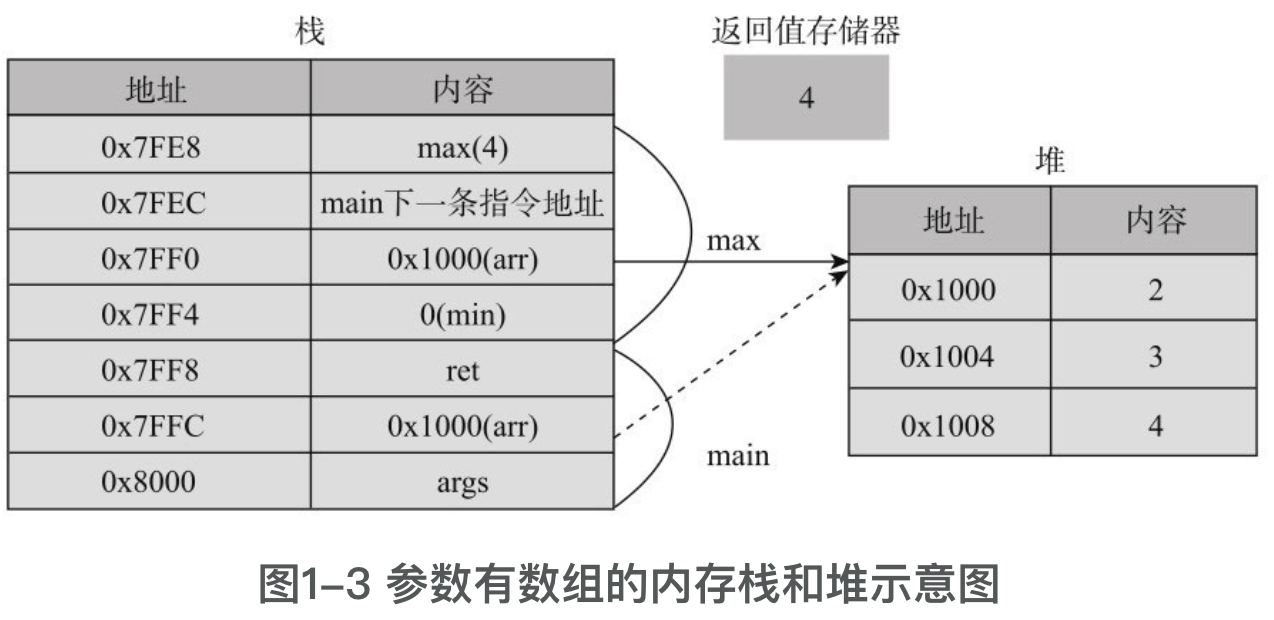 栈
地址 内容
0x7FE8 max(4)
0x7FEC main下一条指令地址
0x7FF0 0x1000(arr)
0x7FF4 0(min)
0x7FF8 ret
0x7FFC 0x1000(arr)
0x8000 args
max
main
返回值存储器
4
堆
地址 内容
0x1000 2
0x1004 3
0x1008 4
图1-3 参数有数组的内存栈和堆示意图